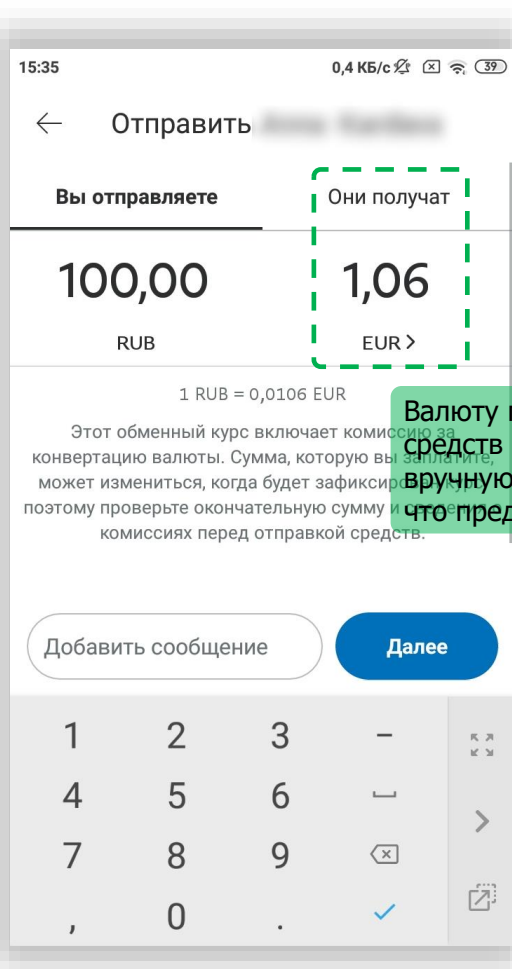 15:35 0,4 КБ/с 39
Отправить
Вы отправляете Они получат
100,00 1,06
RUB EUR
1 RUB = 0,0106 EUR
Этот обменный курс включает комиссию за
конвертацию валюты. Сумма, которую вы заплатите,
может измениться, когда будет зафиксирован курс,
поэтому проверьте окончательную сумму и сведения о
комиссиях перед отправкой средств.
Валюту
средств
вручную
что
Добавить сообщение Далее
1 2 3 –
4 5 6
7 8 9
, 0 .